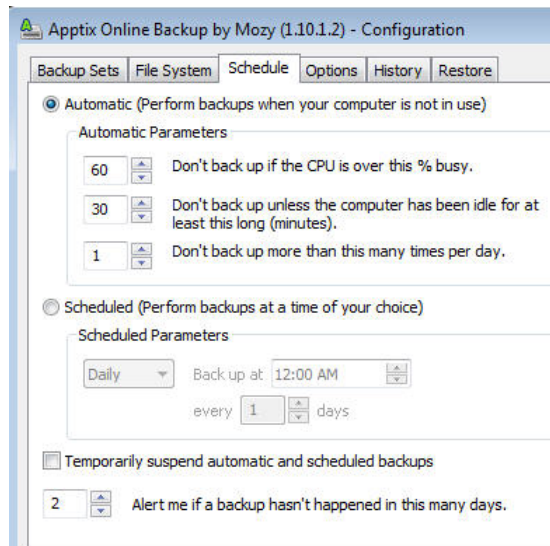 Apptix Online Backup by Mozy (1.10.1.2) - Configuration
Backup Sets File System Schedule Options History Restore
Automatic (Perform backups when your computer is not in use)
Automatic Parameters
60 Don't back up if the CPU is over this % busy.
30 Don't back up unless the computer has been idle for at
least this long (minutes).
1 Don't back up more than this many times per day.
Scheduled (Perform backups at a time of your choice)
Scheduled Parameters
Daily Back up at 12:00 AM
every 1 days
Temporarily suspend automatic and scheduled backups
2 Alert me if a backup hasn't happened in this many days.